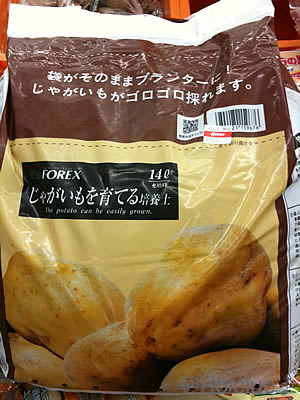 袋がそのままプランターに!
じゃがいもがゴロゴロ採れます。
FOREX
14ℓ
じゃがいもを育てる培養土
The potato can be easily grown.